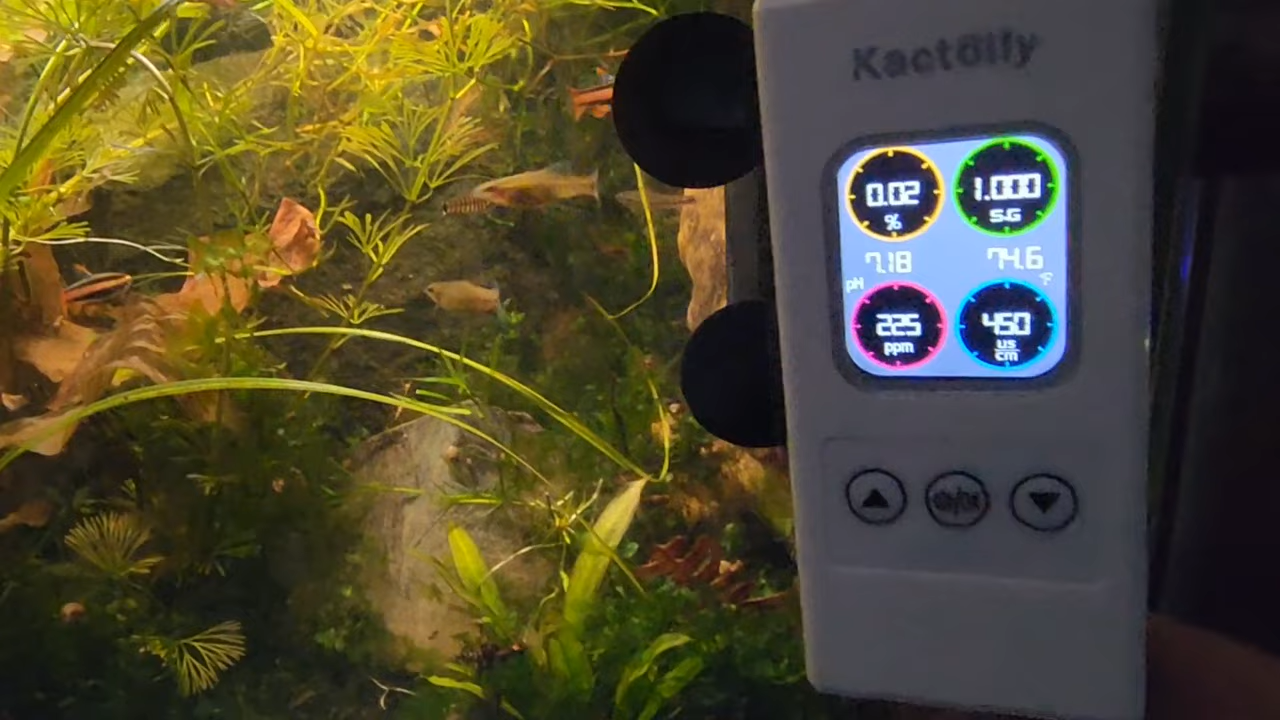 Kactoily
0.02
%
1.000
S.G
pH
7.18
74.6
°F
225
ppm
450
us
cm